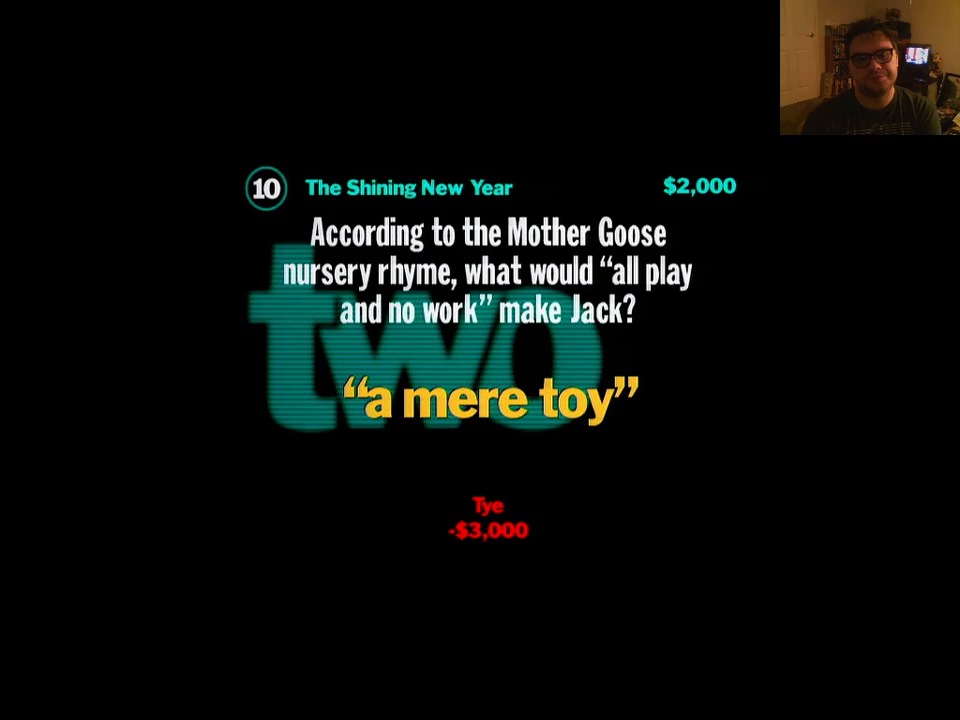 10 The Shining New Year $2,000
According to the Mother Goose
nursery rhyme, what would “all play
and no work” make Jack?
two
“a mere toy”
Tye
-$3,000